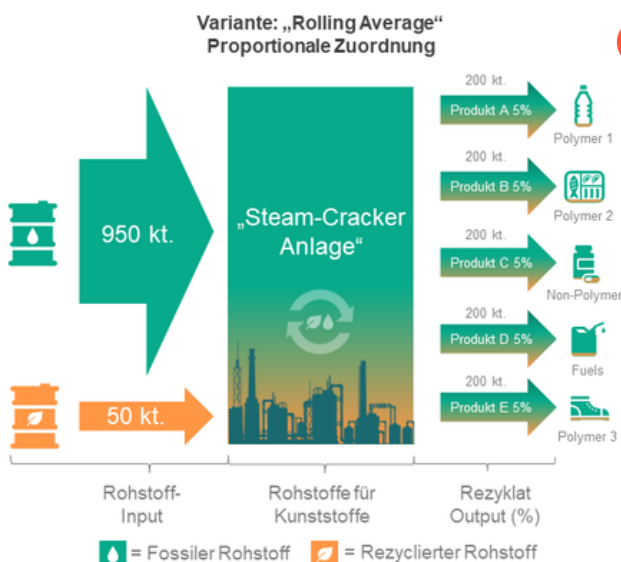 Variante: „Rolling Average“
Proportionale Zuordnung
950 kt.
50 kt.
„Steam-Cracker
Anlage“
200 kt.
Produkt A 5%
Polymer 1
200 kt.
Produkt B 5%
Polymer 2
200 kt.
Produkt C 5%
Non-Polymer
200 kt.
Produkt D 5%
Fuels
200 kt.
Produkt E 5%
Polymer 3
Rohstoff-
Input
Rohstoffe für
Kunststoffe
Rezyklat
Output (%)
= Fossiler Rohstoff
= Rezyclierter Rohstoff